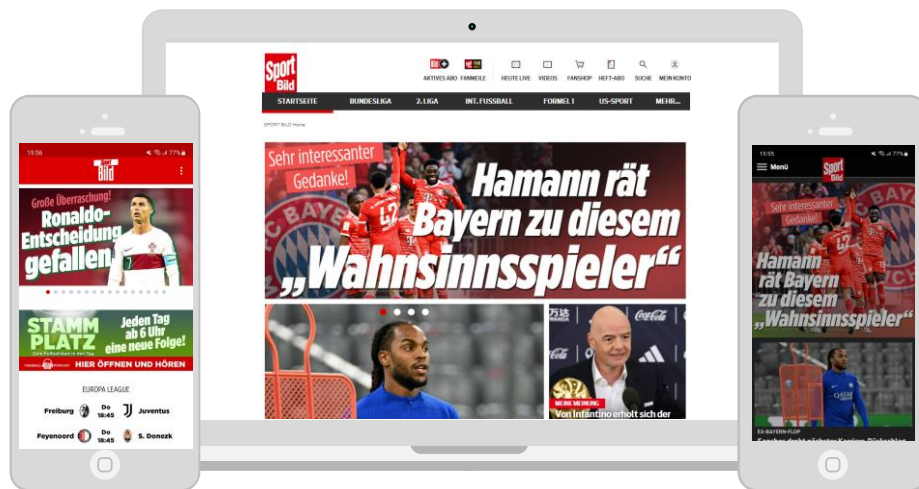 15:56
77%
Sport
Bild
Große Überraschung!
Ronaldo-
Entscheidung
gefallen
STAMM
PLATZ
Jeden Tag
ab 6 Uhr
eine neue Folge!
HIER ÖFFNEN UND HÖREN
EUROPA LEAGUE
Freiburg Do 18:45 Juventus
Feyenoord Do 18:45 S. Donezk
Sport
Bild
AKTIVES ABO FANMEILE HEUTE LIVE VIDEOS FANSHOP HEFT-ABO SUCHE MEIN KONTO
STARTSEITE BUNDESLIGA 2. LIGA INT. FUSSBALL FORMEL 1 US-SPORT MEHR...
SPORT BILD Home
Sehr interessanter
Gedanke!
Hamann rät
Bayern zu diesem
„Wahnsinnsspieler“
Coca-Cola
MEINE MEINUNG
Von Infantino erholt sich der
15:55
77%
Menü
Sport
Bild
Sehr interessanter
Gedanke!
Hamann
rät Bayern
zu diesem
„Wahnsinnsspieler“
EX-BAYERN-FLOP